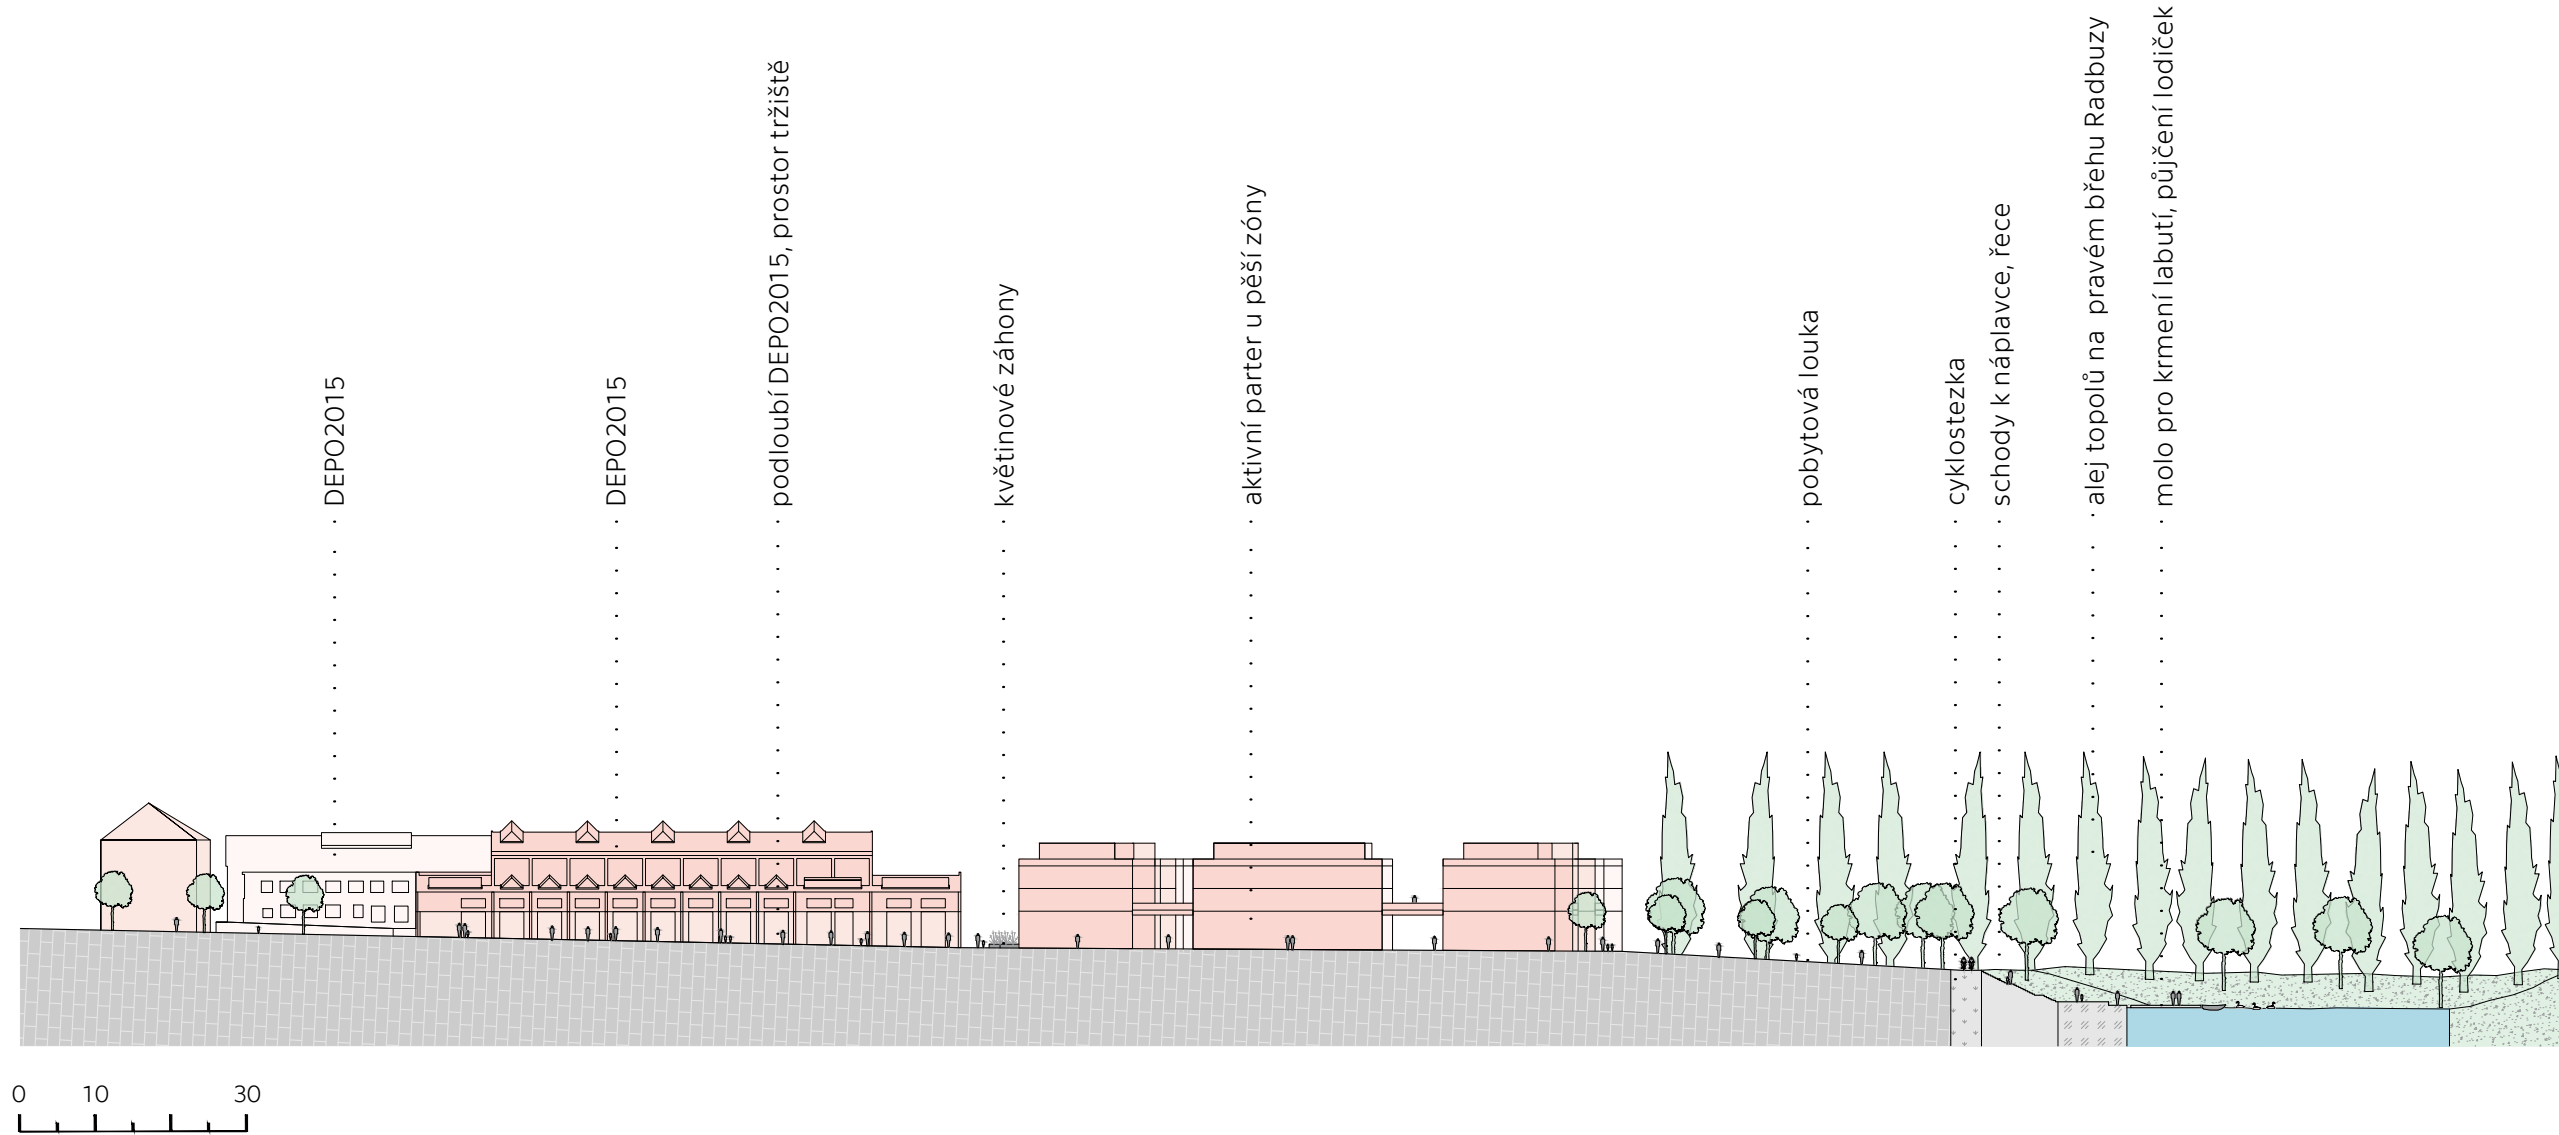 DEPO2015
DEPO2015
podloubí DEPO2015, prostor tržiště
květinové záhony
aktivní parter u pěší zóny
pobytová louka
cyklostezka
schody k náplavce, řece
alej topolů na pravém břehu Radbuzy
molo pro krmení labutí, půjčení lodiček
0 10 30